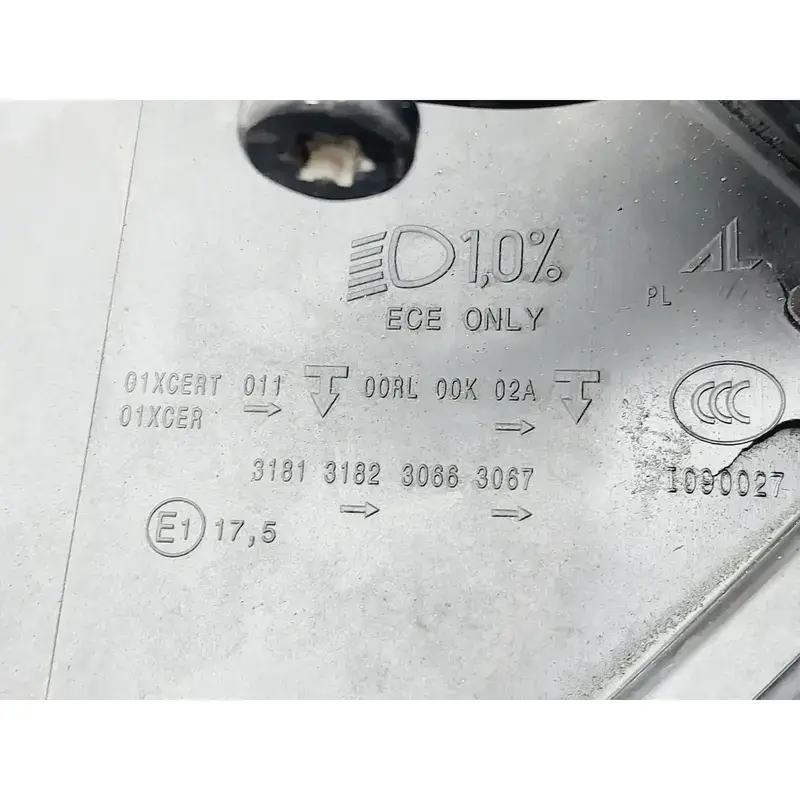 1,0%
AL
PL
ECE ONLY
01XCERT 011 → 00RL 00K 02A
01XCER →
CCC
3181 3182 3066 3067
I090027
→ →
E1 17,5